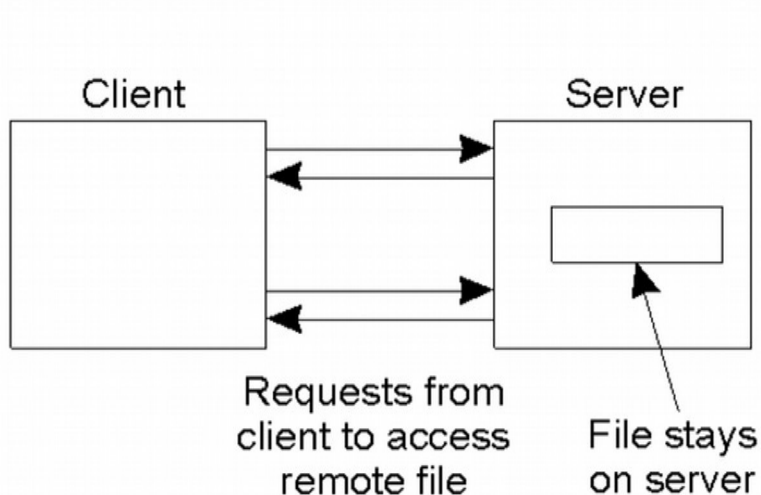 Client
Server
Requests from
client to access
remote file
File stays
on server